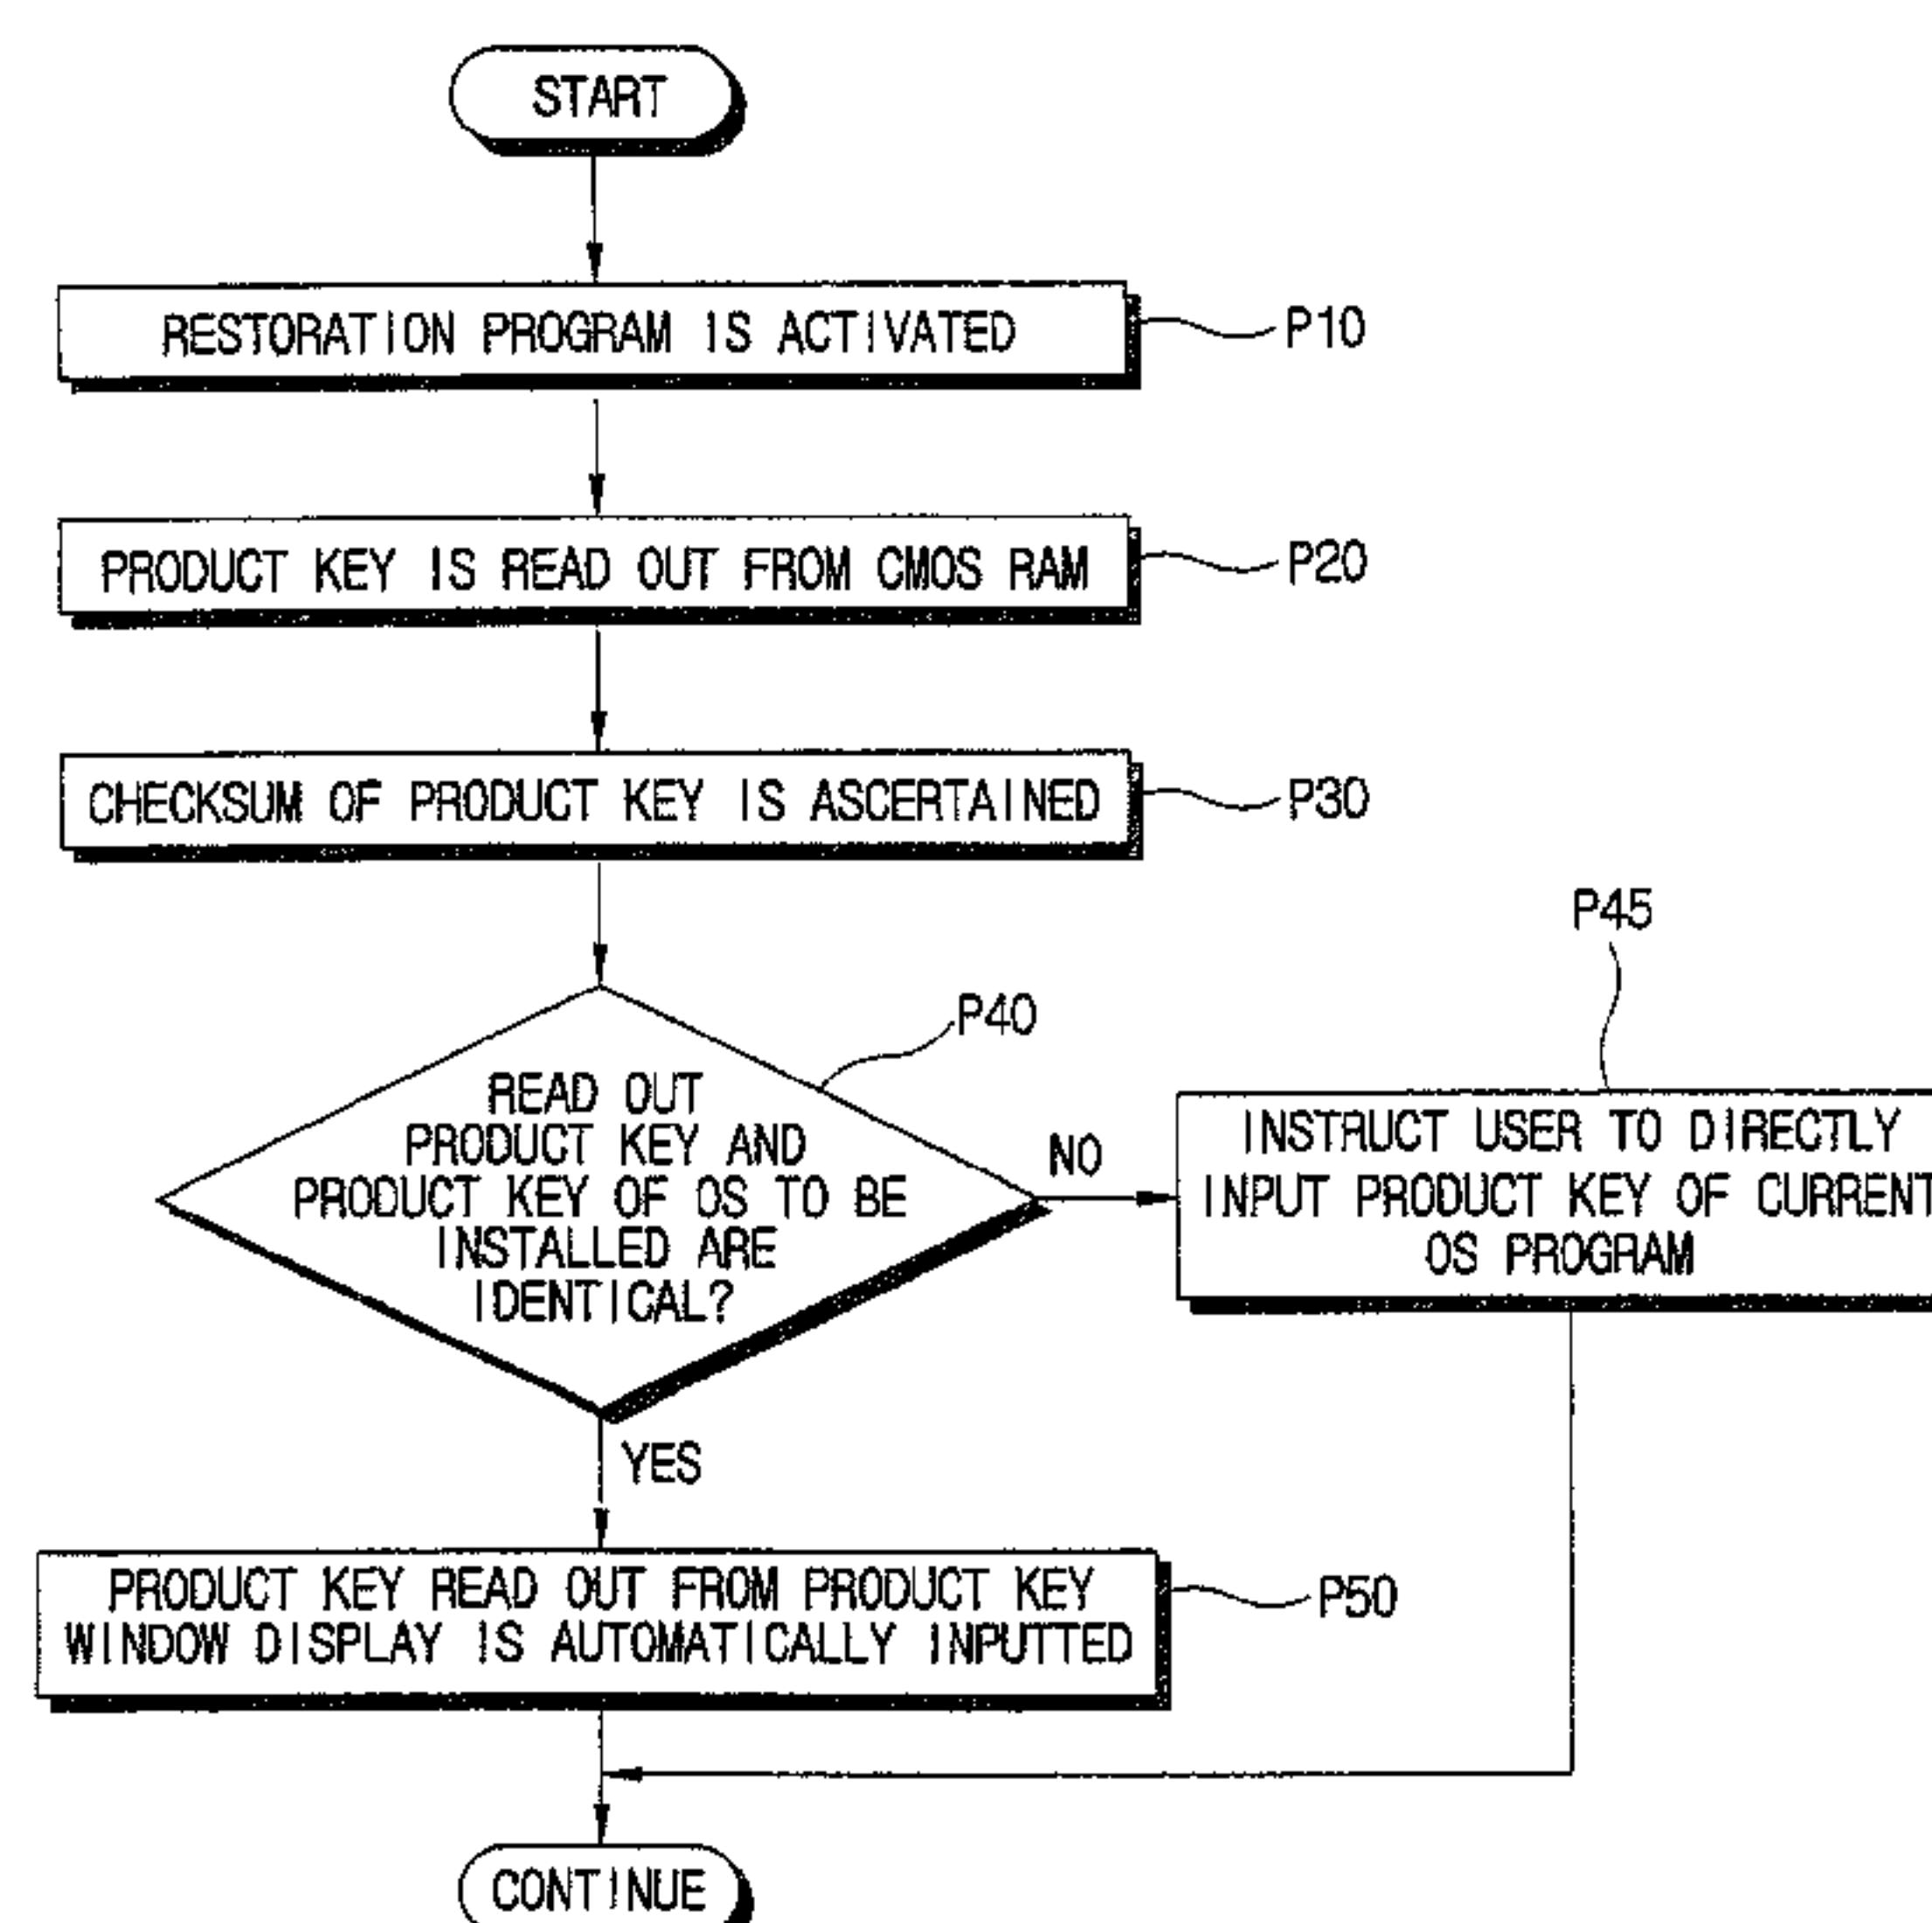 START
RESTORATION PROGRAM IS ACTIVATED
P10
PRODUCT KEY IS READ OUT FROM CMOS RAM
P20
CHECKSUM OF PRODUCT KEY IS ASCERTAINED
P30
P40
READ OUT
PRODUCT KEY AND
PRODUCT KEY OF OS TO BE
INSTALLED ARE
IDENTICAL?
NO
P45
INSTRUCT USER TO DIRECTLY
INPUT PRODUCT KEY OF CURRENT
OS PROGRAM
YES
PRODUCT KEY READ OUT FROM PRODUCT KEY
WINDOW DISPLAY IS AUTOMATICALLY INPUTTED
P50
CONTINUE